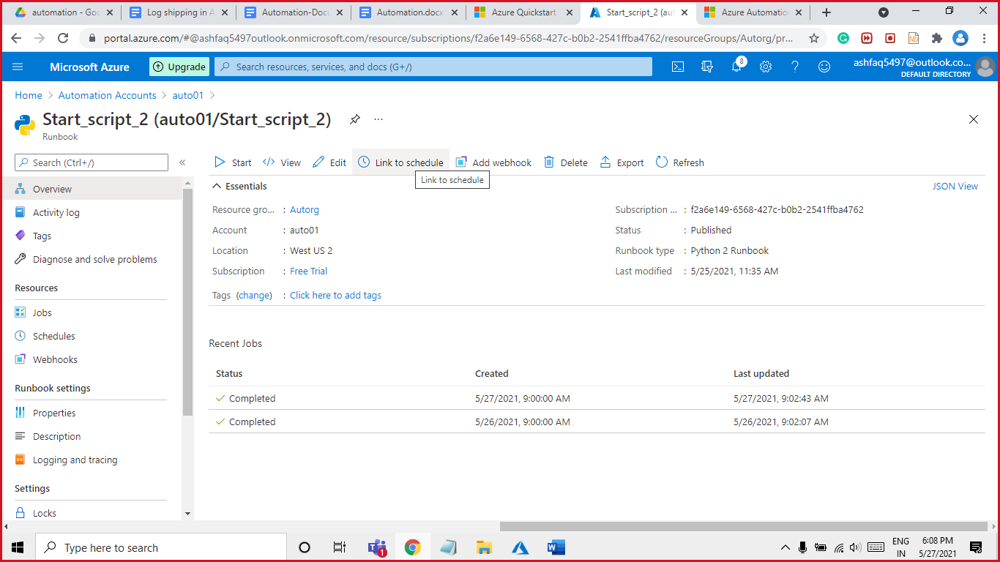 automation - Goo
Log shipping in A
Automation-Docu
Automation.docx
Azure Quickstart
Start_script_2 (aut
Azure Automatio
portal.azure.com/#@ashfaq5497outlook.onmicrosoft.com/resource/subscriptions/f2a6e149-6568-427c-b0b2-2541ffba4762/resourceGroups/Autorg/pr...
Microsoft Azure
Upgrade
Search resources, services, and docs (G+/)
8
ashfaq5497@outlook.co...
DEFAULT DIRECTORY
Home > Automation Accounts > auto01 >
Start_script_2 (auto01/Start_script_2)
Runbook
Search (Ctrl+/)
Start
View
Edit
Link to schedule
Add webhook
Delete
Export
Refresh
Link to schedule
Overview
Activity log
Tags
Diagnose and solve problems
Resources
Jobs
Schedules
Webhooks
Runbook settings
Properties
Description
Logging and tracing
Settings
Locks
Essentials
JSON View
Resource gro... : Autorg
Account : auto01
Location : West US 2
Subscription : Free Trial
Tags (change) : Click here to add tags
Subscription ... : f2a6e149-6568-427c-b0b2-2541ffba4762
Status : Published
Runbook type : Python 2 Runbook
Last modified : 5/25/2021, 11:35 AM
Recent Jobs
Status Created Last updated
Completed 5/27/2021, 9:00:00 AM 5/27/2021, 9:02:43 AM
Completed 5/26/2021, 9:00:00 AM 5/26/2021, 9:02:07 AM
Type here to search
1
ENG
IN
6:08 PM
5/27/2021